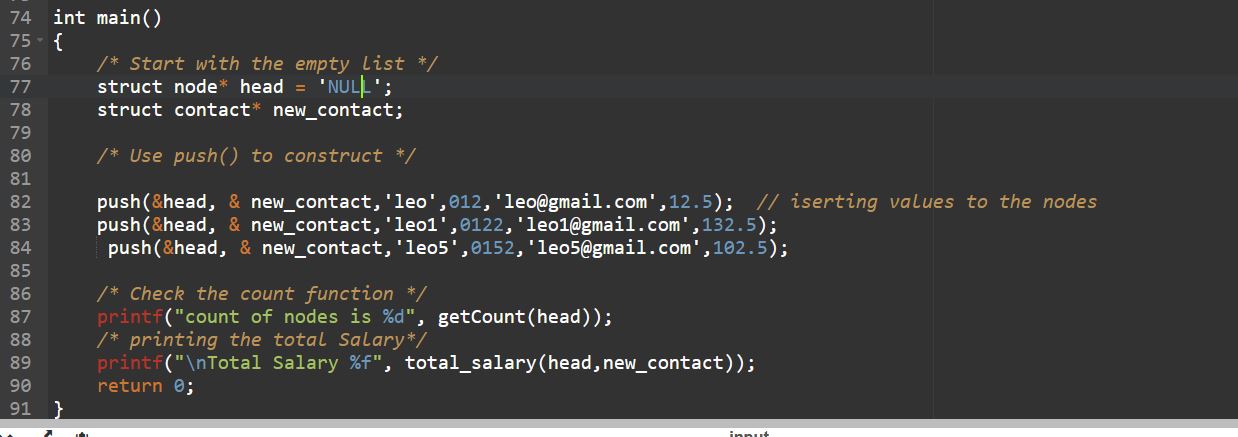 74 int main()
75 {
76 /* Start with the empty list */
77 struct node* head = 'NULL';
78 struct contact* new_contact;
79
80 /* Use push() to construct */
81
82 push(&head, & new_contact,'leo',012,'leo@gmail.com',12.5); // iserting values to the nodes
83 push(&head, & new_contact,'leo1',0122,'leo1@gmail.com',132.5);
84 push(&head, & new_contact,'leo5',0152,'leo5@gmail.com',102.5);
85
86 /* Check the count function */
87 printf("count of nodes is %d", getCount(head));
88 /* printing the total Salary*/
89 printf("\nTotal Salary %f", total_salary(head,new_contact));
90 return 0;
91 }
input